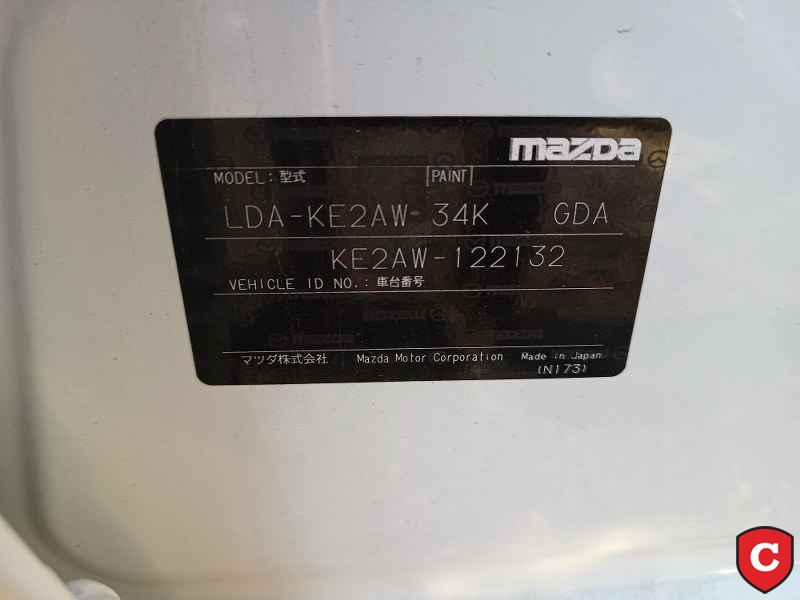 mazda
MODEL: 型式 PAINT
LDA-KE2AW-34K GDA
KE2AW-122132
VEHICLE ID NO.: 車台番号
マツダ株式会社 Mazda Motor Corporation Made in Japan
(N173)
C